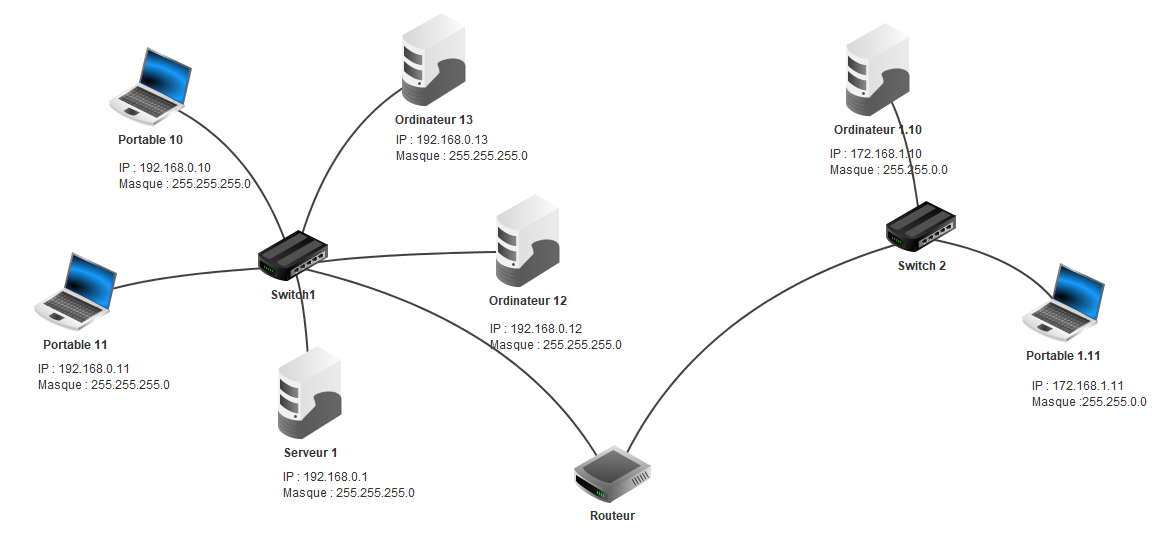 Portable 10
IP : 192.168.0.10
Masque : 255.255.255.0
Ordinateur 13
IP : 192.168.0.13
Masque : 255.255.255.0
Ordinateur 1.10
IP : 172.168.1.10
Masque : 255.255.0.0
Switch1
Switch 2
Ordinateur 12
IP : 192.168.0.12
Masque : 255.255.255.0
Portable 11
IP : 192.168.0.11
Masque : 255.255.255.0
Portable 1.11
IP : 172.168.1.11
Masque :255.255.0.0
Serveur 1
IP : 192.168.0.1
Masque : 255.255.255.0
Routeur